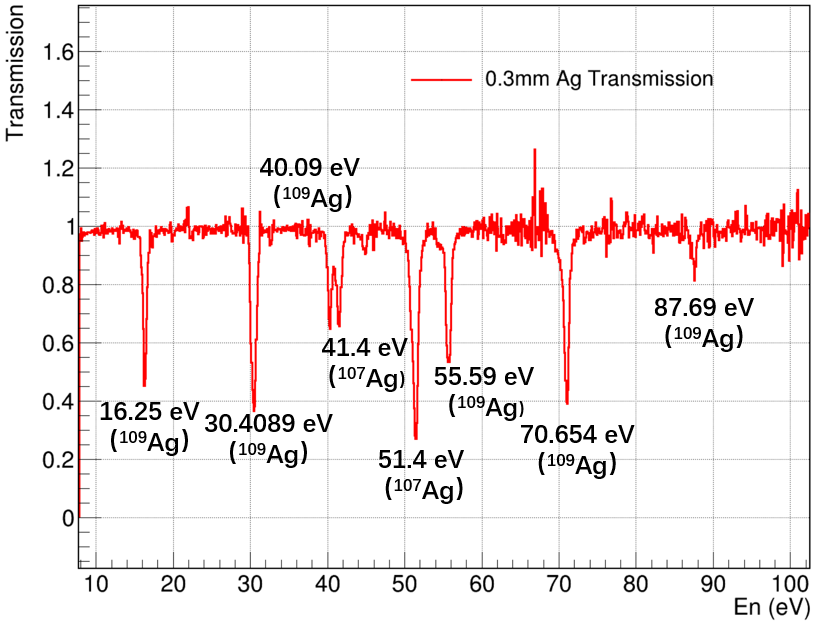 Transmission
1.6
1.4
1.2
1
0.8
0.6
0.4
0.2
0
0.3mm Ag Transmission
40.09 eV
(¹⁰⁹Ag)
87.69 eV
(¹⁰⁹Ag)
41.4 eV
(¹⁰⁷Ag)
55.59 eV
(¹⁰⁹Ag)
16.25 eV
(¹⁰⁹Ag)
30.4089 eV
(¹⁰⁹Ag)
70.654 eV
(¹⁰⁹Ag)
51.4 eV
(¹⁰⁷Ag)
10 20 30 40 50 60 70 80 90 100
En (eV)